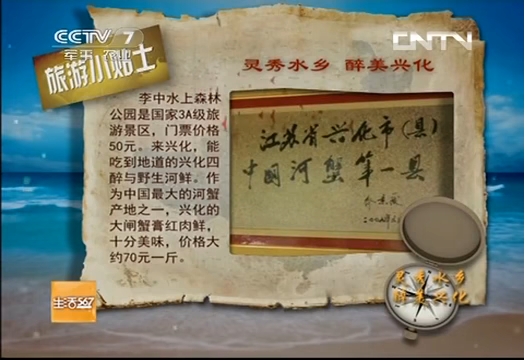 CCTV 7
军事 农业
CNTV
旅游小贴士
灵秀水乡 醉美兴化
李中水上森林
公园是国家3A级旅
游景区，门票价格
50元。来兴化，能
吃到地道的兴化四
醉与野生河鲜。作
为中国最大的河蟹
产地之一，兴化的
大闸蟹膏红肉鲜，
十分美味，价格大
约70元一斤。
江苏省兴化市（县）
中国河蟹第一县
灵秀水乡
醉美兴化
生活